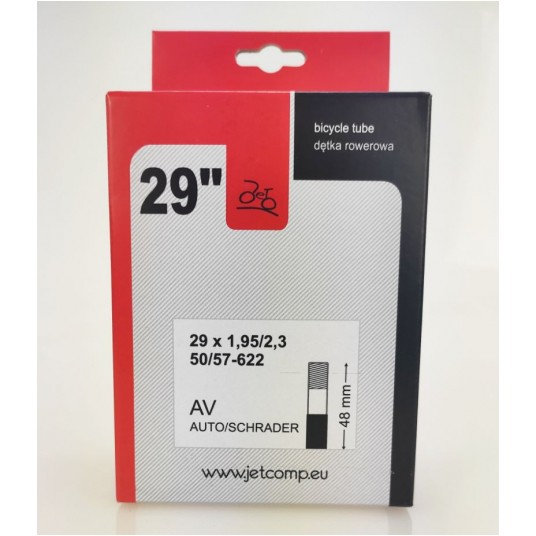 bicycle tube
dętka rowerowa
29"
Jet
29 x 1,95/2,3
50/57-622
AV
AUTO/SCHRADER
48 mm
www.jetcomp.eu